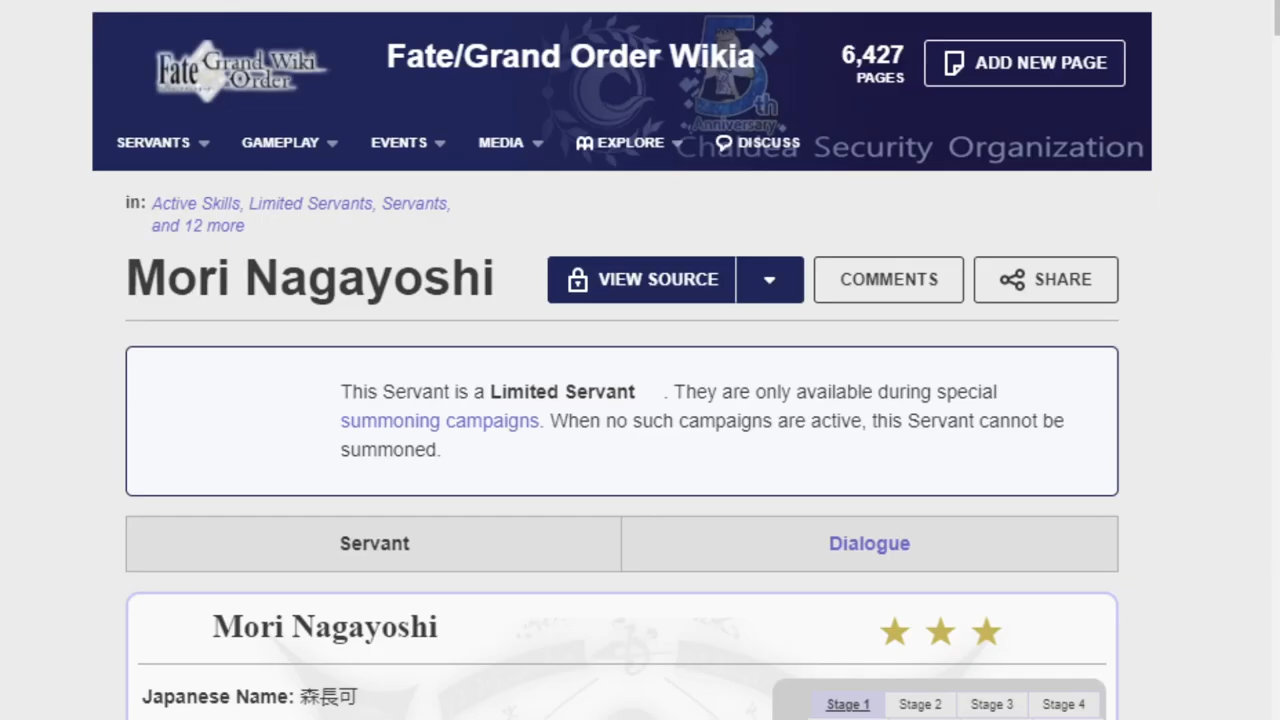 Fate Grand Wiki
Order
Fate/Grand Order Wikia
5th
Anniversary
6,427
PAGES
ADD NEW PAGE
SERVANTS
GAMEPLAY
EVENTS
MEDIA
EXPLORE
DISCUSS
Chaldea Security Organization
in: Active Skills, Limited Servants, Servants,
and 12 more
Mori Nagayoshi
VIEW SOURCE
COMMENTS
SHARE
This Servant is a Limited Servant . They are only available during special
summoning campaigns. When no such campaigns are active, this Servant cannot be
summoned.
Servant
Dialogue
Mori Nagayoshi
Japanese Name: 森長可
Stage 1
Stage 2
Stage 3
Stage 4